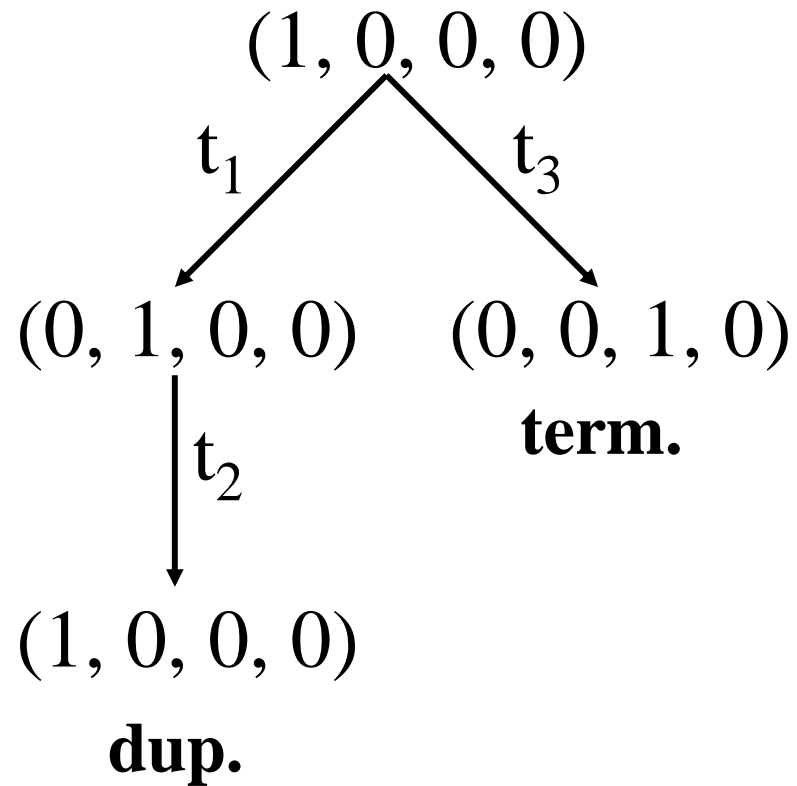 (1, 0, 0, 0)
t₁ t₃
(0, 1, 0, 0) (0, 0, 1, 0)
term.
t₂
(1, 0, 0, 0)
dup.